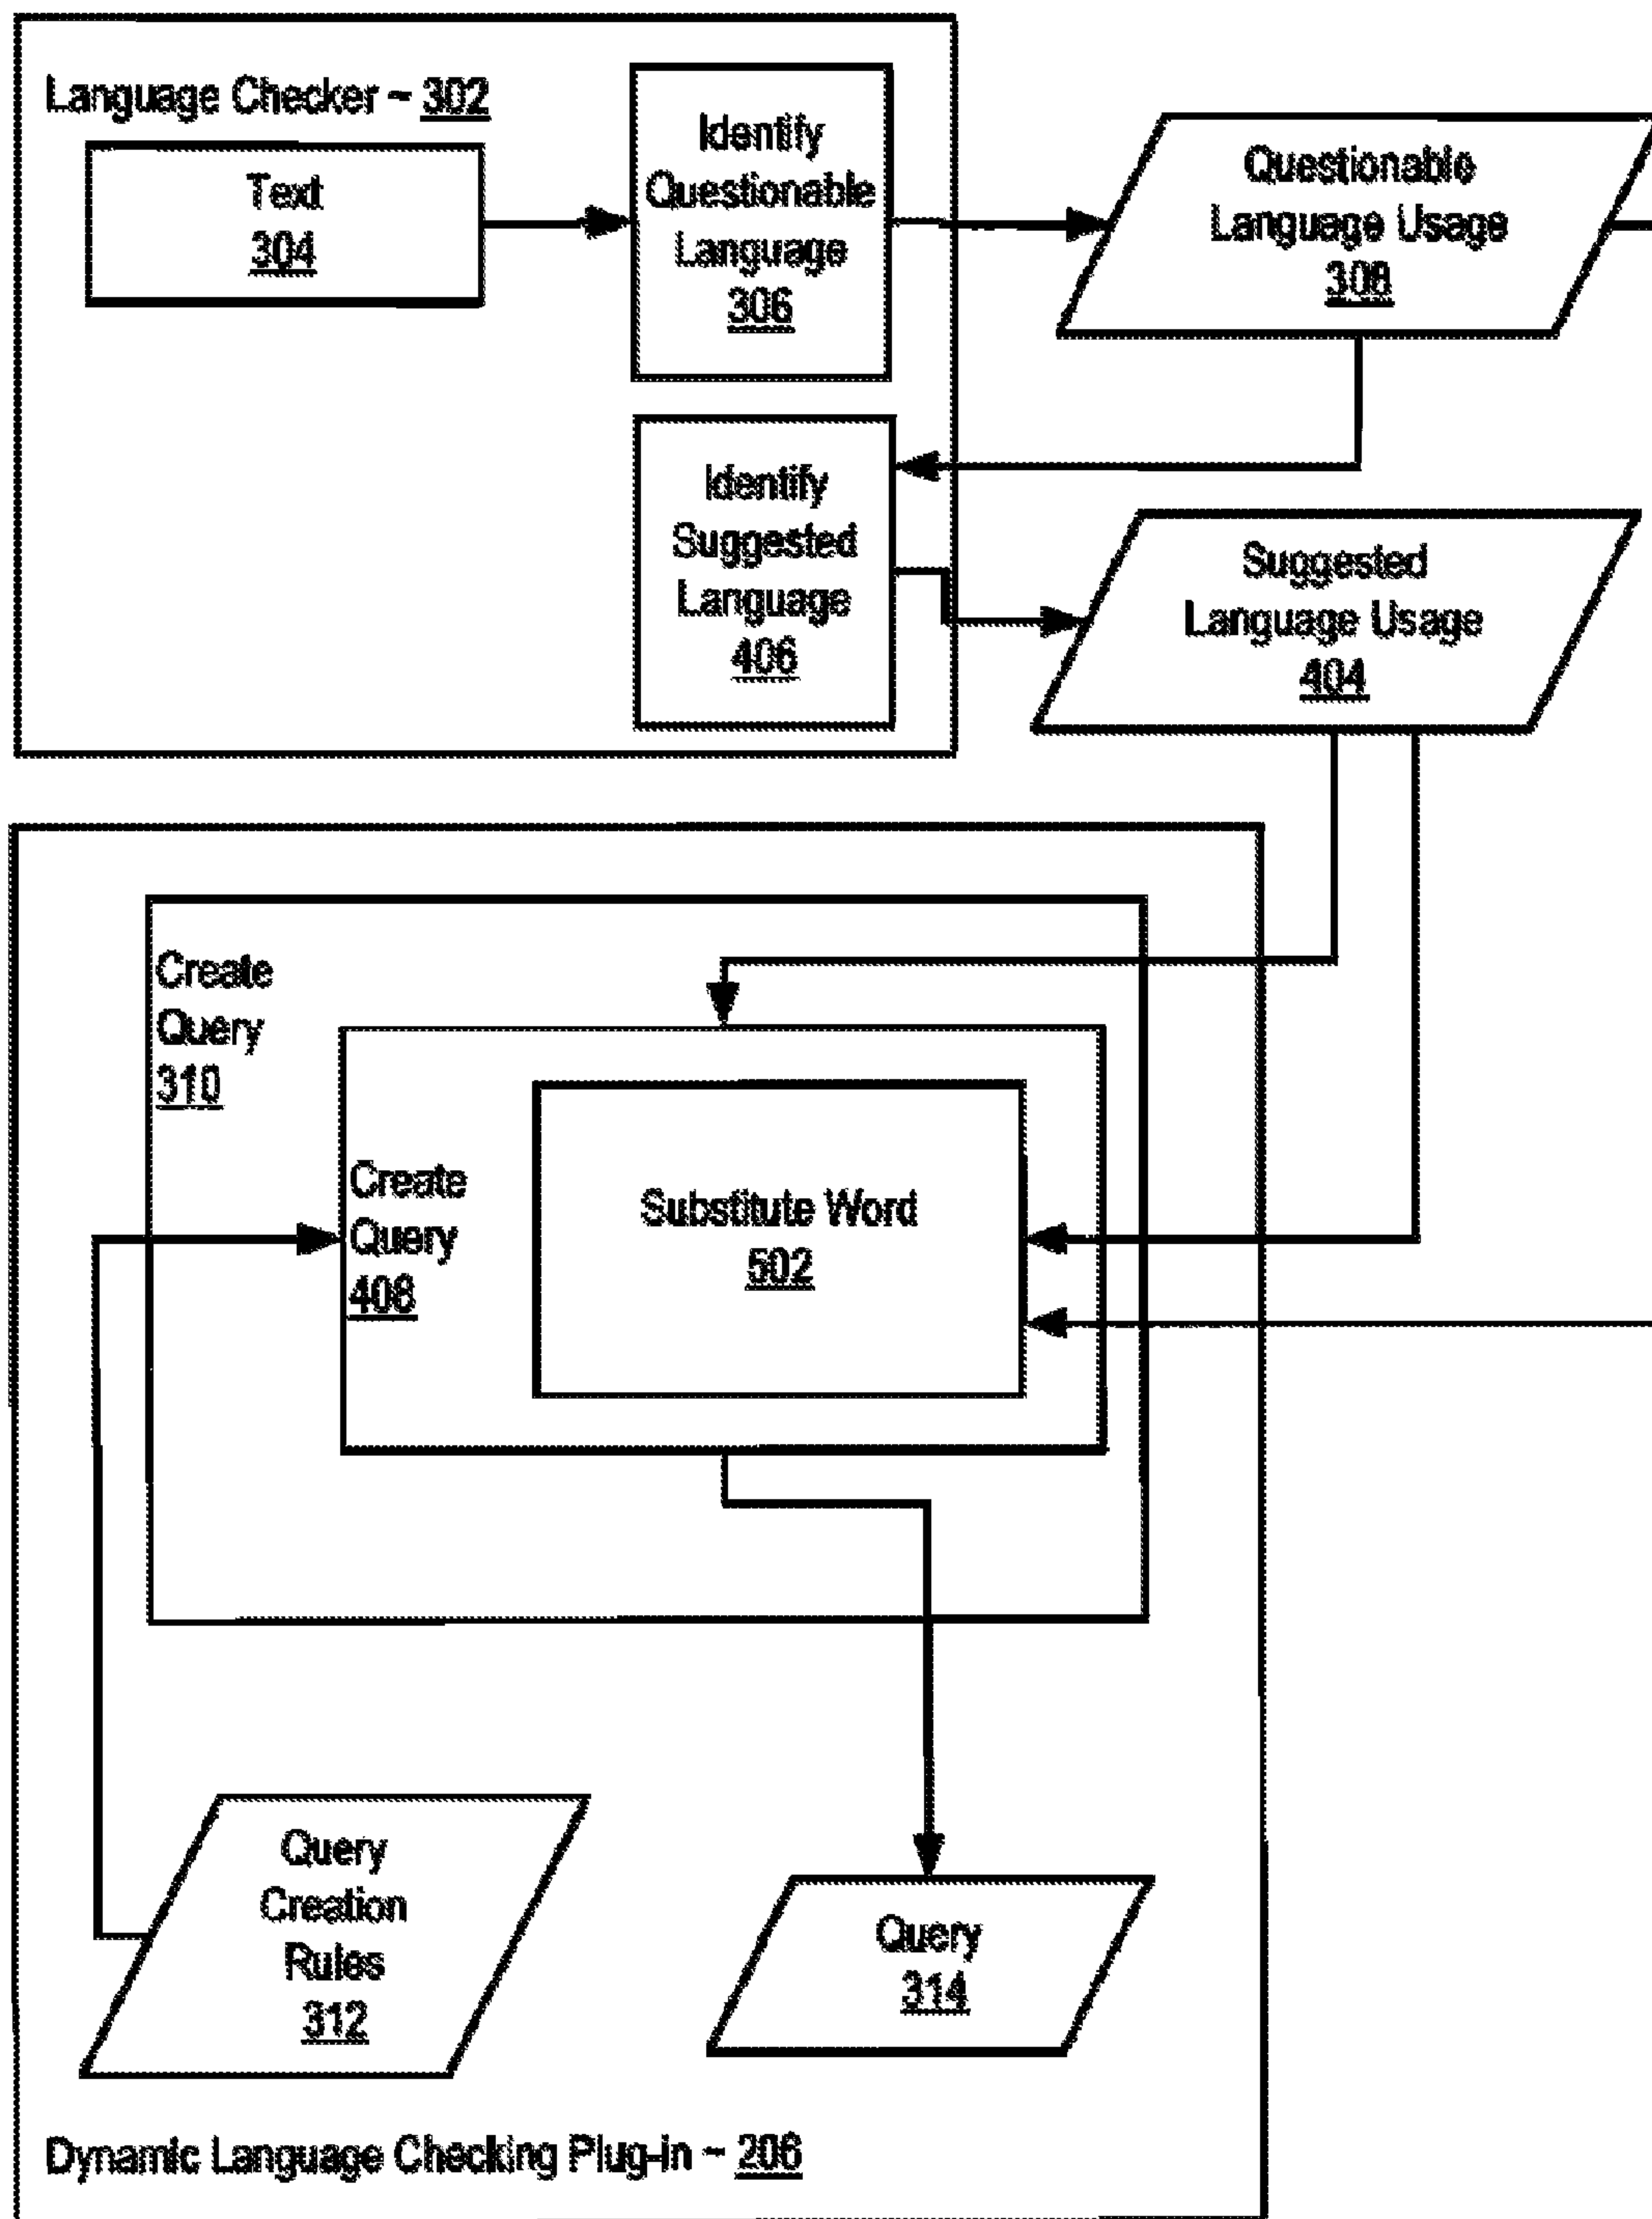 Language Checker ~ 302
Text
304
Identify
Questionable
Language
306
Questionable
Language Usage
308
Identify
Suggested
Language
406
Suggested
Language Usage
404
Create
Query
310
Create
Query
408
Substitute Word
502
Query
Creation
Rules
312
Query
314
Dynamic Language Checking Plug-in ~ 206